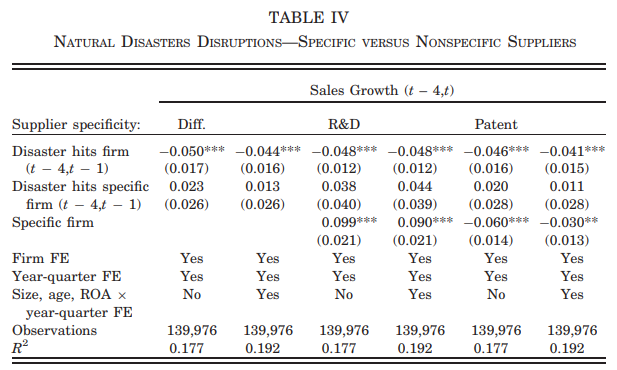 TABLE IV
NATURAL DISASTERS DISRUPTIONS—SPECIFIC VERSUS NONSPECIFIC SUPPLIERS
Sales Growth (t − 4,t)
Supplier specificity: Diff. R&D Patent
Disaster hits firm −0.050*** −0.044*** −0.048*** −0.048*** −0.046*** −0.041***
(t − 4,t − 1) (0.017) (0.016) (0.012) (0.012) (0.016) (0.015)
Disaster hits specific 0.023 0.013 0.038 0.044 0.020 0.011
firm (t − 4,t − 1) (0.026) (0.026) (0.040) (0.039) (0.028) (0.028)
Specific firm 0.099*** 0.090*** −0.060*** −0.030**
(0.021) (0.021) (0.014) (0.013)
Firm FE Yes Yes Yes Yes Yes Yes
Year-quarter FE Yes Yes Yes Yes Yes Yes
Size, age, ROA × No Yes No Yes No Yes
year-quarter FE
Observations 139,976 139,976 139,976 139,976 139,976 139,976
R² 0.177 0.192 0.177 0.192 0.177 0.192